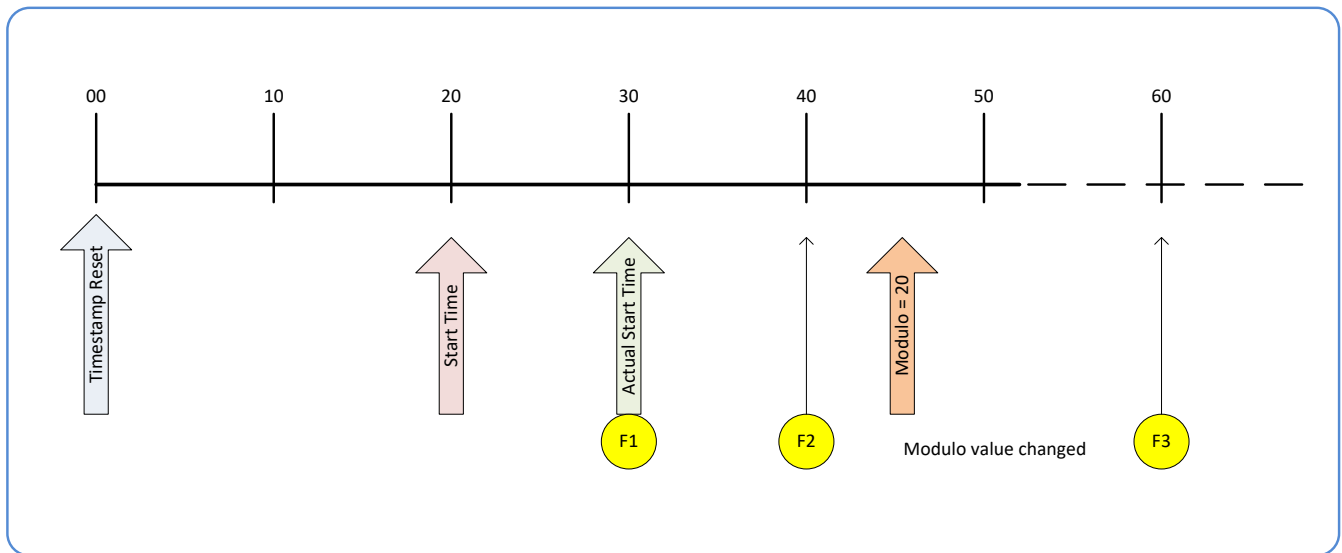 00
10
20
30
40
50
60
Timestamp Reset
Start Time
Actual Start Time
Modulo = 20
F1
F2
Modulo value changed
F3